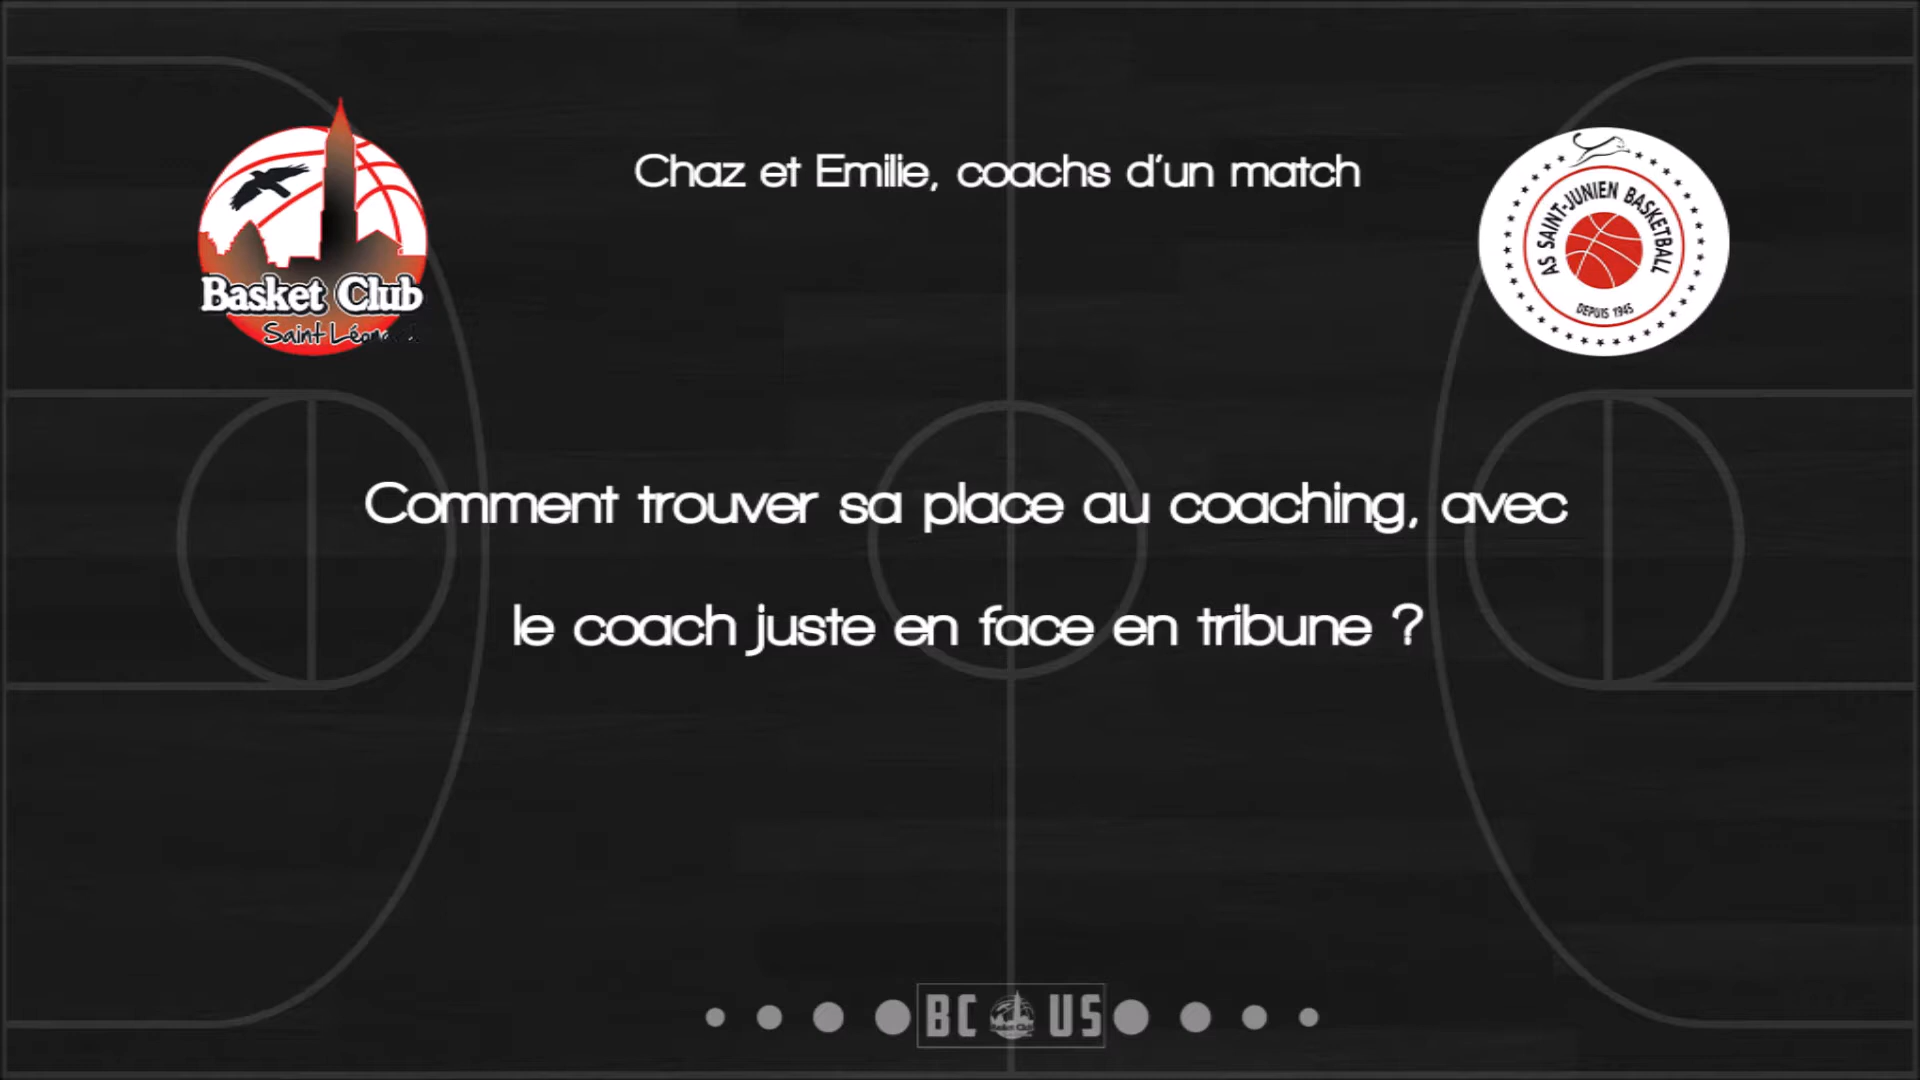 Chaz et Emilie, coachs d'un match
Basket Club
Saint Léonard
AS SAINT-JUNIEN BASKETBALL
DEPUIS 1945
Comment trouver sa place au coaching, avec
le coach juste en face en tribune ?
BC US